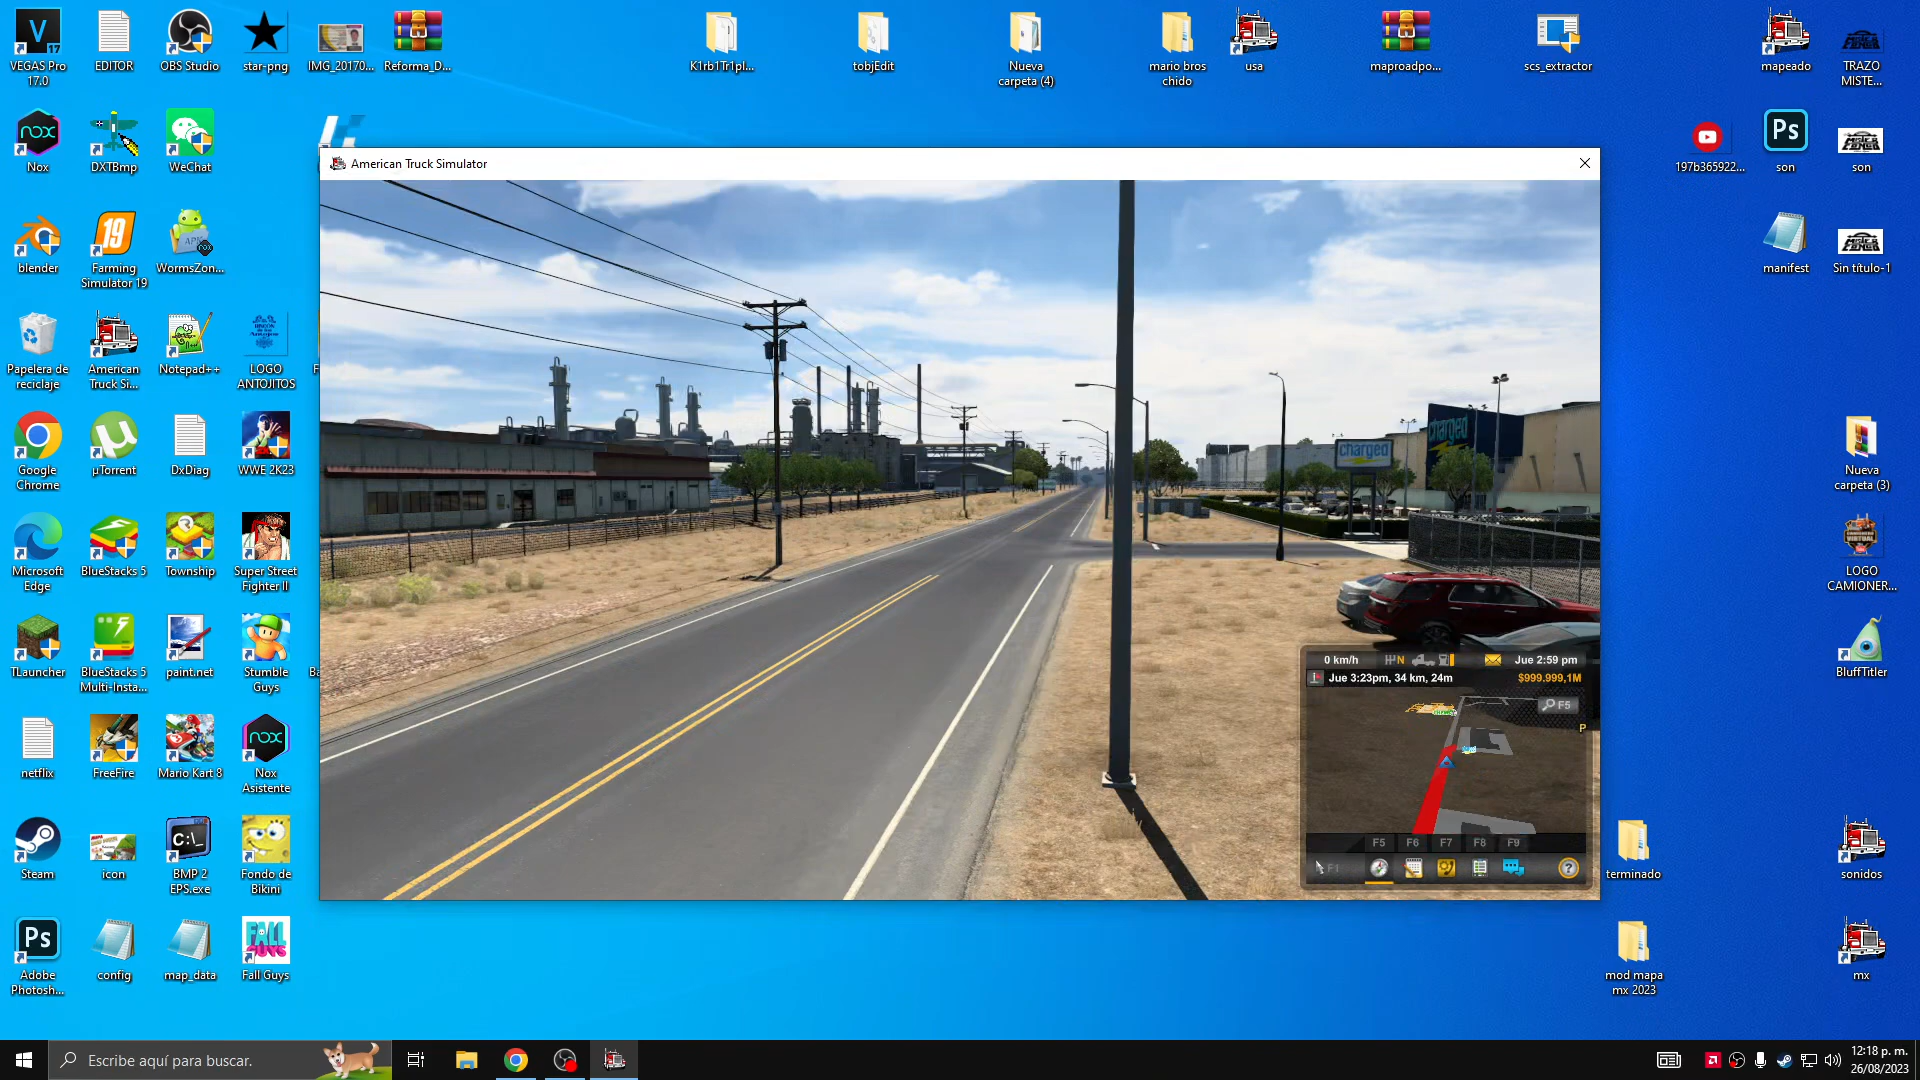 VEGAS Pro
17.0
EDITOR
OBS Studio
star-png
IMG_20170...
Reforma_D...
K1rb1Tr1pl...
tobjEdit
Nueva
carpeta (4)
mario bros
chido
usa
maproadpo...
scs_extractor
mapeado
TRAZO
MISTE...
Nox
DXTBmp
WeChat
197b365922...
son
son
blender
Farming
Simulator 19
WormsZon...
manifest
Sin título-1
Papelera de
reciclaje
American
Truck Si...
Notepad++
LOGO
ANTOJITOS
Google
Chrome
µTorrent
DxDiag
WWE 2K23
Nueva
carpeta (3)
Microsoft
Edge
BlueStacks 5
Township
Super Street
Fighter II
LOGO
CAMIONER...
TLauncher
BlueStacks 5
Multi-Insta...
paint.net
Stumble
Guys
BluffTitler
netflix
FreeFire
Mario Kart 8
Nox
Asistente
Steam
icon
BMP 2
EPS.exe
Fondo de
Bikini
terminado
sonidos
Adobe
Photosh...
config
map_data
Fall Guys
mod mapa
mx 2023
mx
American Truck Simulator
charged
charged
0 km/h
N
Jue 2:59 pm
Jue 3:23pm, 34 km, 24m
$999.999,1M
F5
P
F5 F6 F7 F8 F9
F1
Escribe aquí para buscar.
12:18 p. m.
26/08/2023